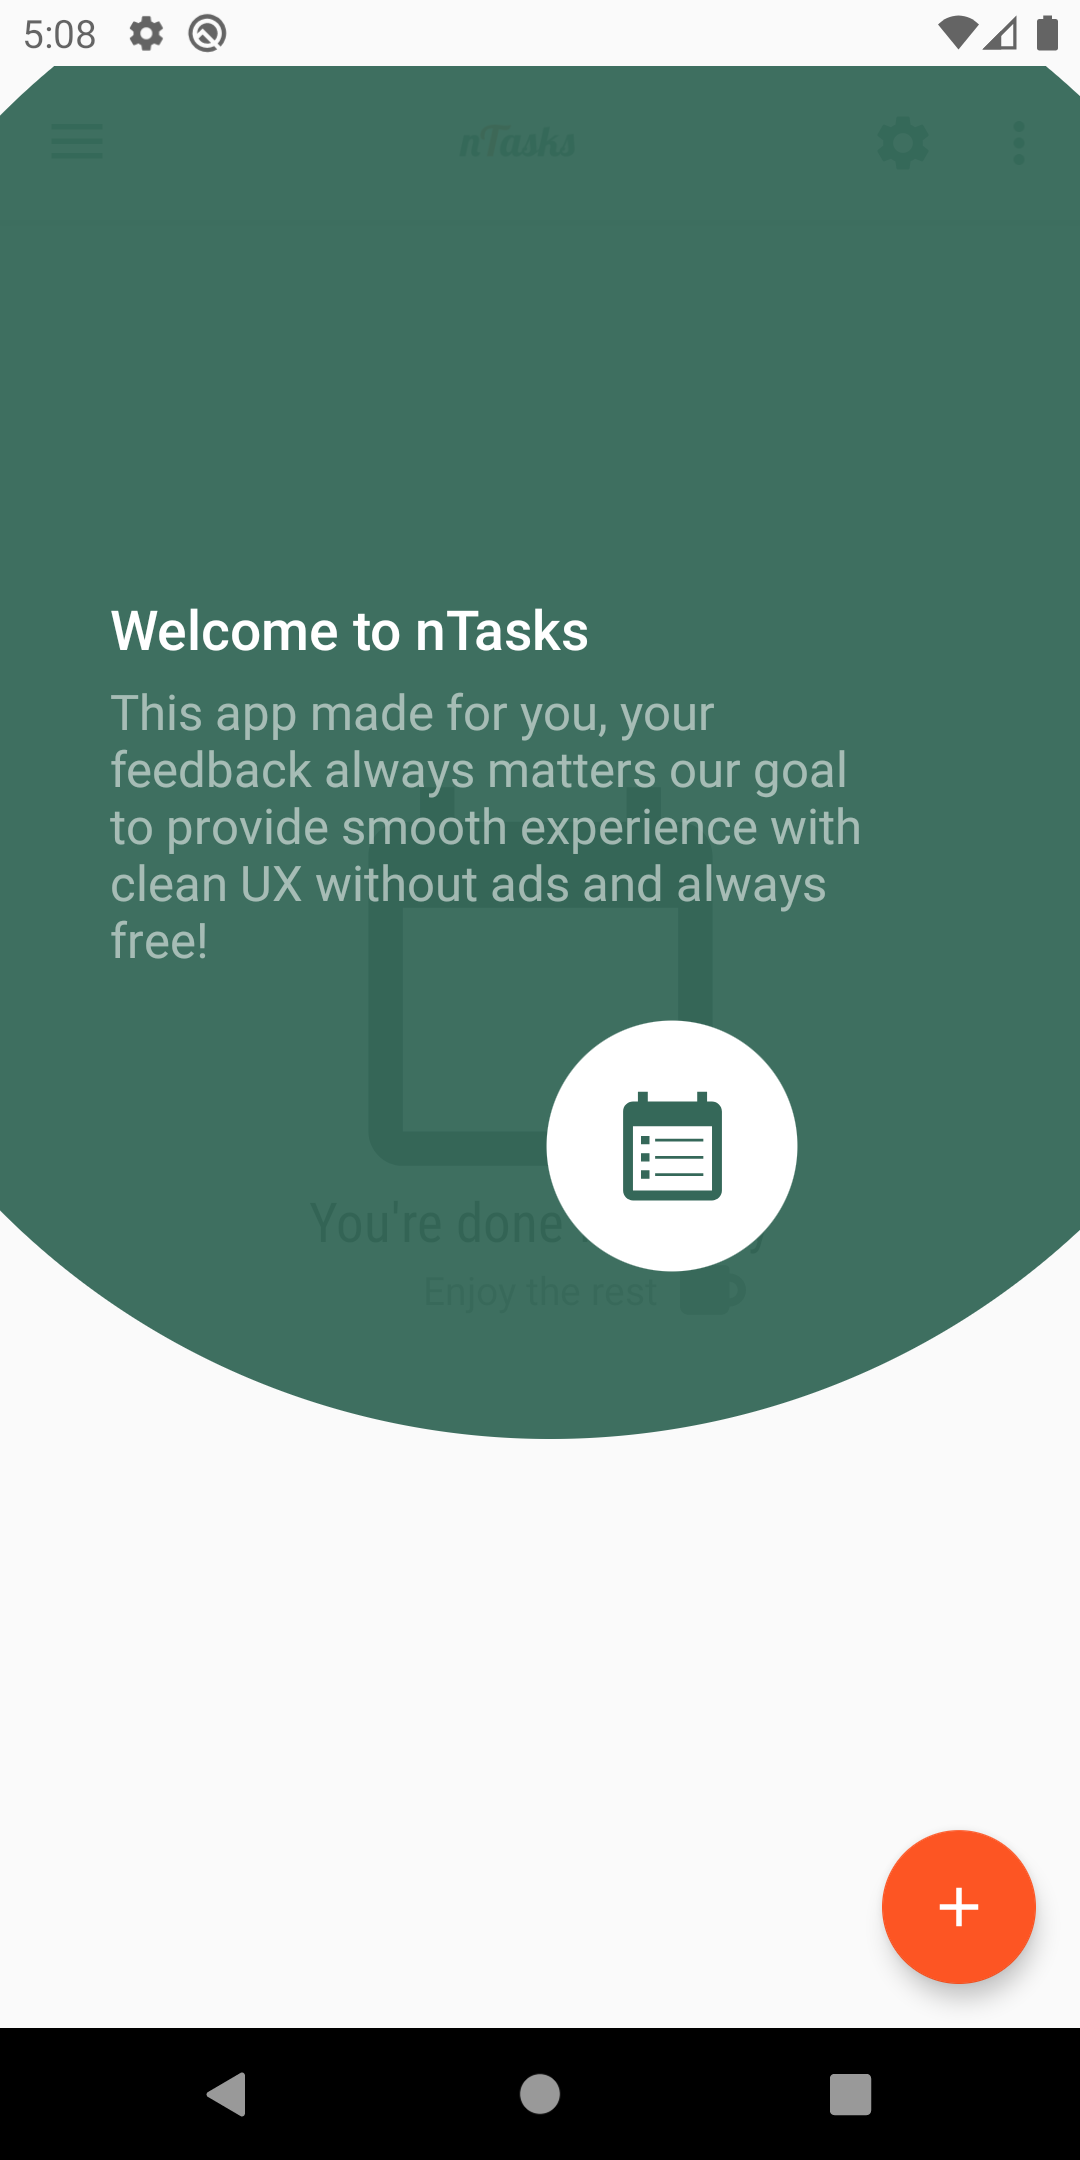 5:08
nTasks
Welcome to nTasks
This app made for you, your
feedback always matters our goal
to provide smooth experience with
clean UX without ads and always
free!
You're done
Enjoy the rest